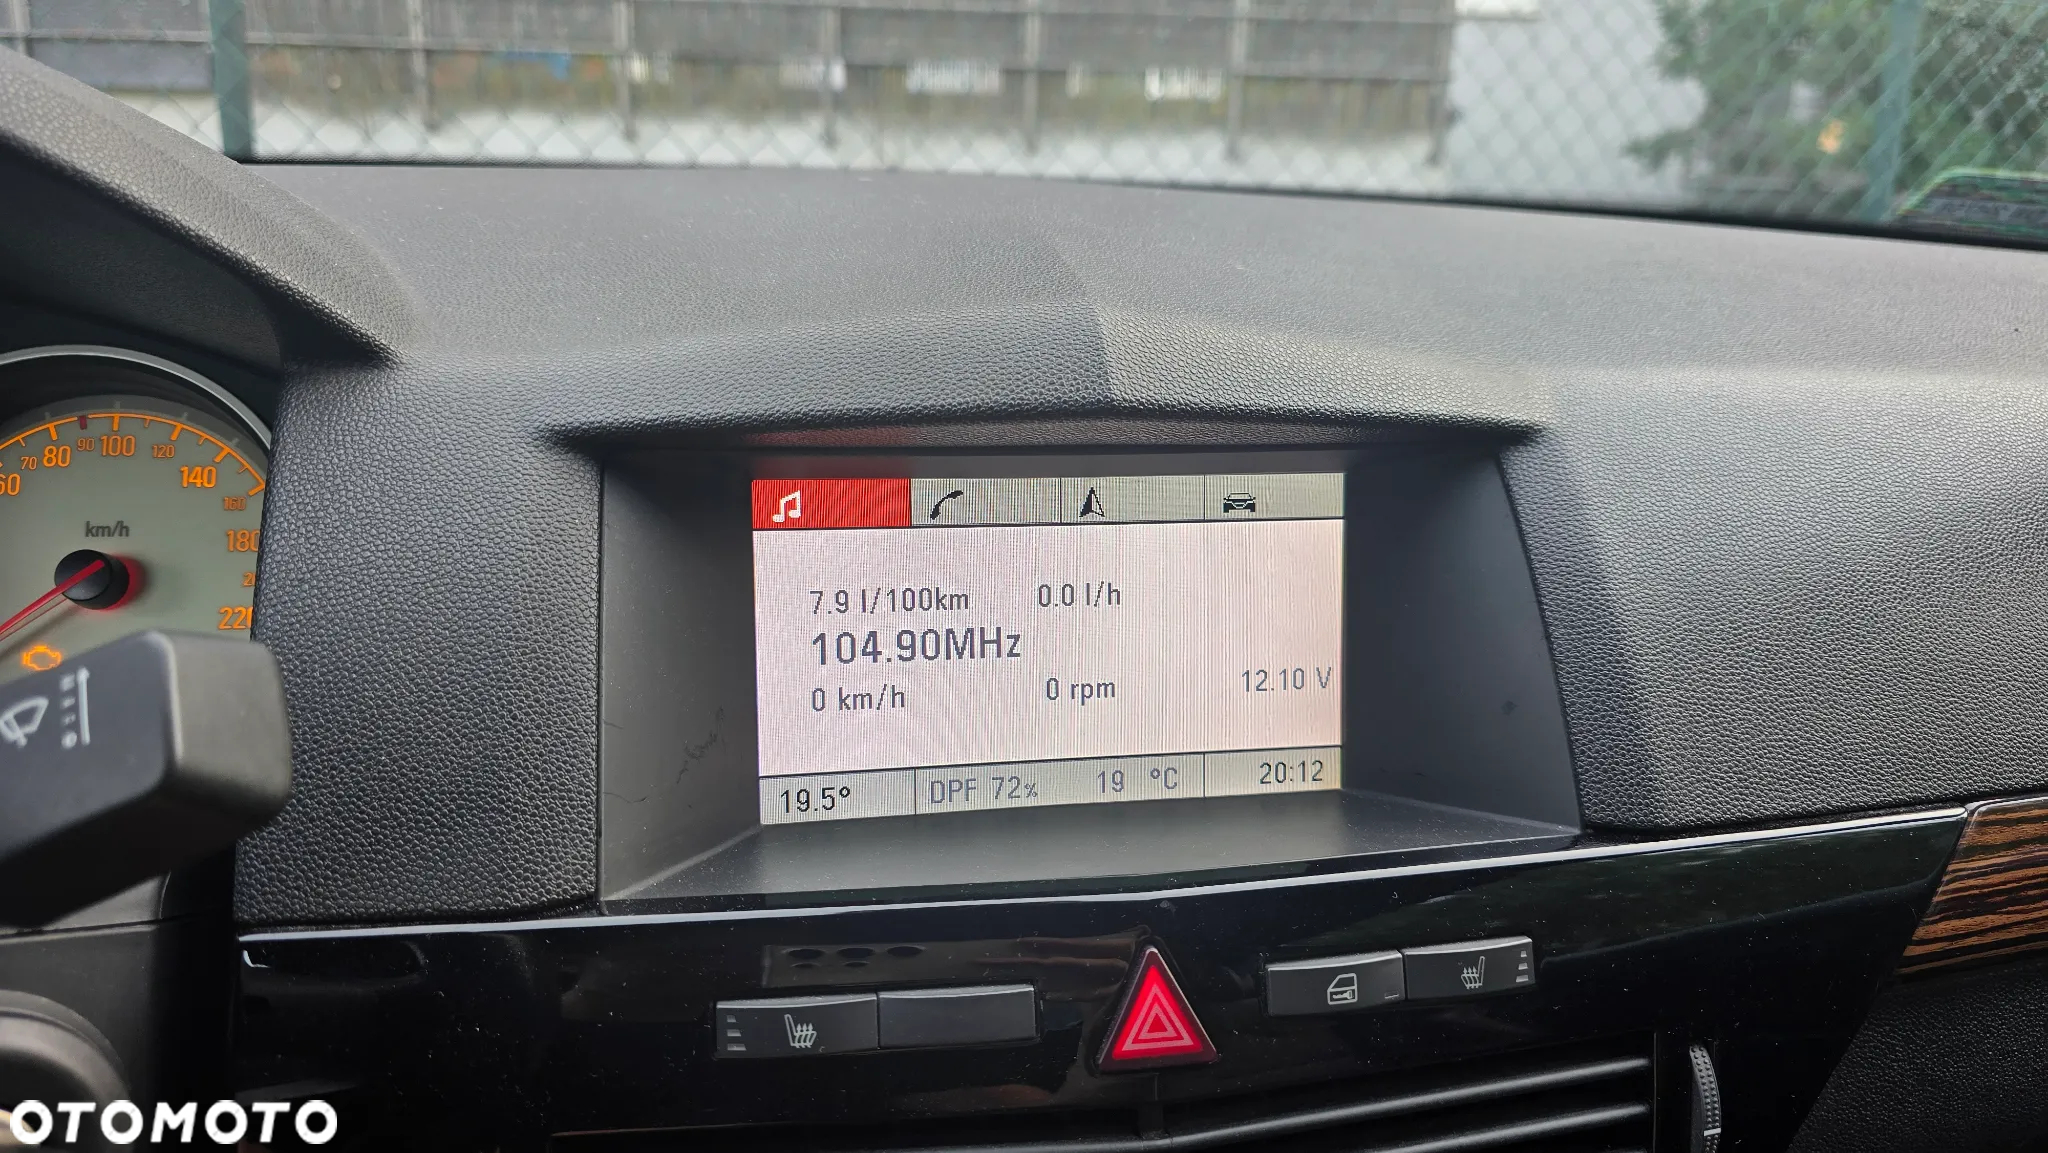 60 70 80 90 100 120 140 160 180 220
km/h
7.9 l/100km 0.0 l/h
104.90MHz
0 km/h 0 rpm 12.10 V
19.5° DPF 72% 19 °C 20:12
OTOMOTO